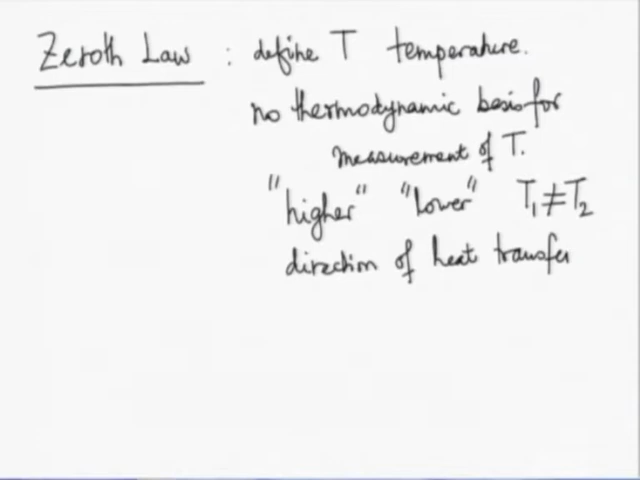 Zeroth Law : define T temperature.
no thermodynamic basis for
measurement of T.
"higher" "lower" T₁ ≠ T₂
direction of heat transfer